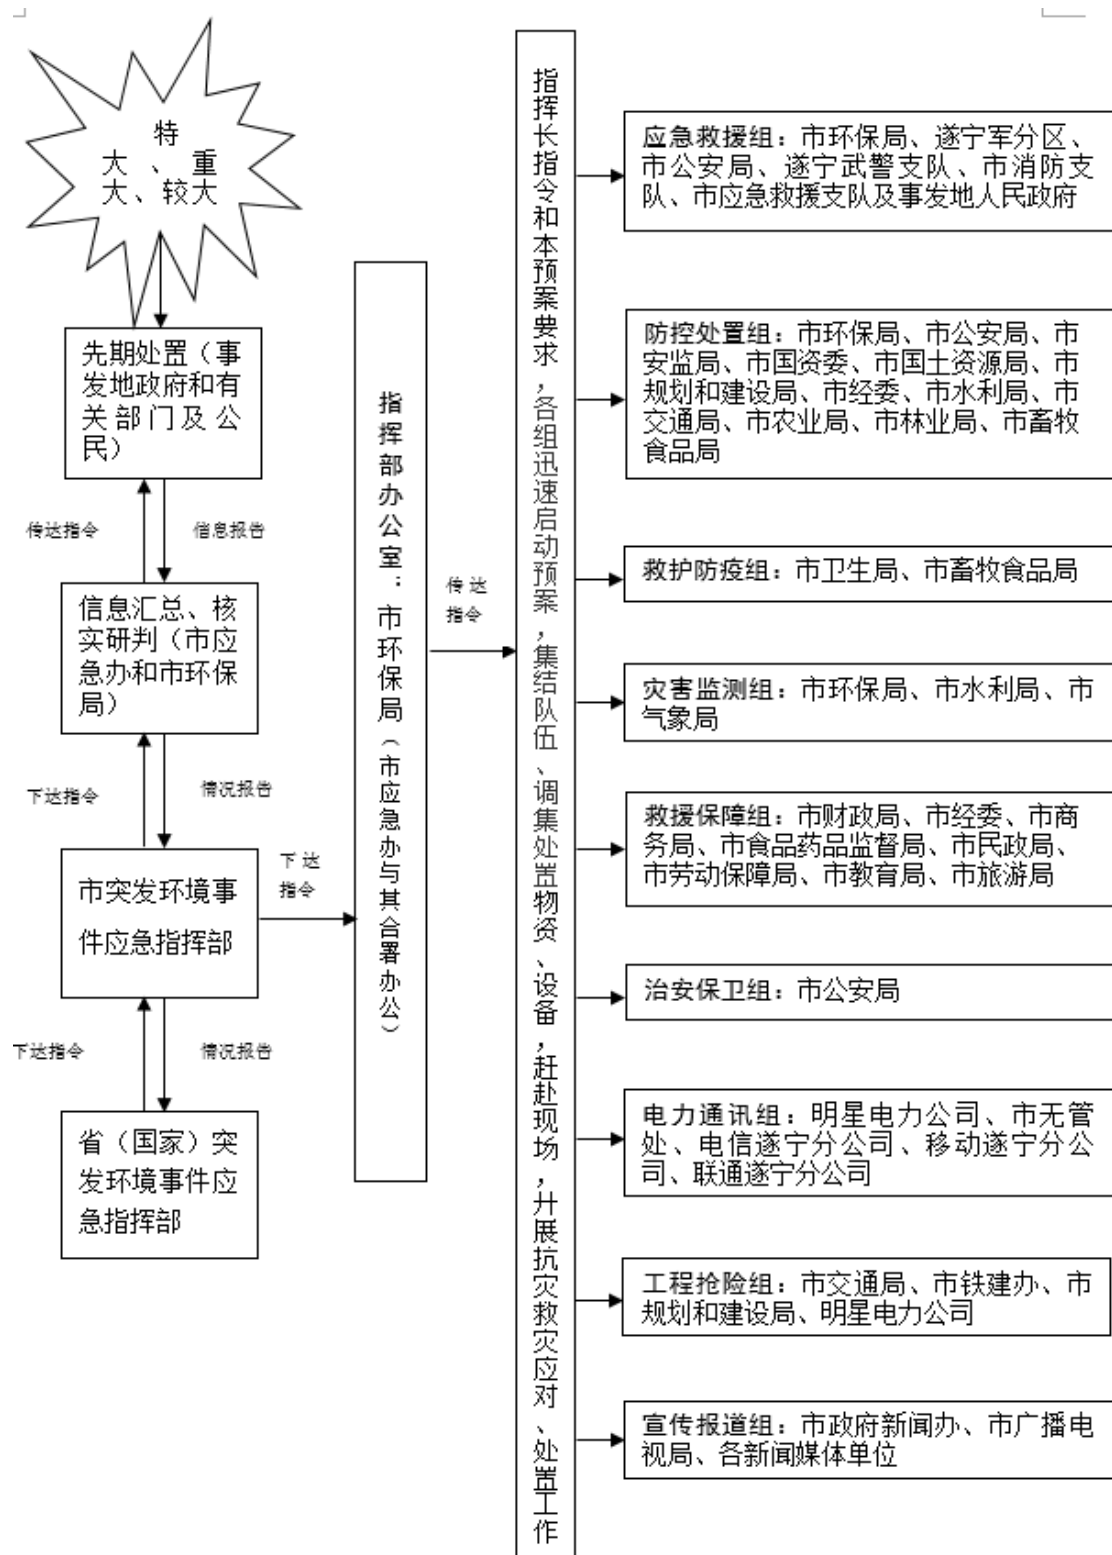 特
大、重
大、较大
先期处置（事
发地政府和有
关部门及公
民）
传达指令
信息报告
信息汇总、核
实研判（市应
急办和市环保
局）
下达指令
情况报告
市突发环境事
件应急指挥部
下达
指令
下达指令
情况报告
省（国家）突
发环境事件应
急指挥部
指挥部办公室：市环保局（市应急办与其合署办公）
传达
指令
指挥长指令和本预案要求，各组迅速启动预案，集结队伍、调集处置物资、设备，赶赴现场，开展抗灾救灾应对、处置工作
应急救援组：市环保局、遂宁军分区、
市公安局、遂宁武警支队、市消防支
队、市应急救援支队及事发地人民政府
防控处置组：市环保局、市公安局、市
安监局、市国资委、市国土资源局、市
规划和建设局、市经委、市水利局、市
交通局、市农业局、市林业局、市畜牧
食品局
救护防疫组：市卫生局、市畜牧食品局
灾害监测组：市环保局、市水利局、市
气象局
救援保障组：市财政局、市经委、市商
务局、市食品药品监督局、市民政局、
市劳动保障局、市教育局、市旅游局
治安保卫组：市公安局
电力通讯组：明星电力公司、市无管
处、电信遂宁分公司、移动遂宁分公
司、联通遂宁分公司
工程抢险组：市交通局、市铁建办、市
规划和建设局、明星电力公司
宣传报道组：市政府新闻办、市广播电
视局、各新闻媒体单位